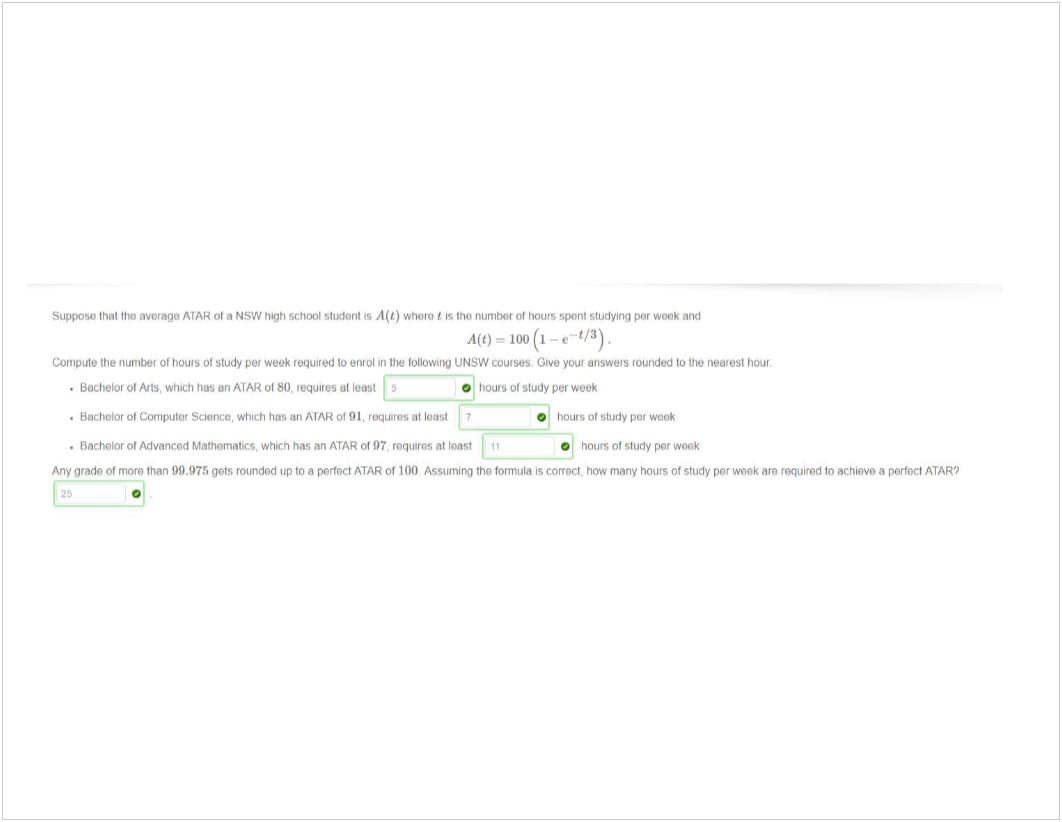 Suppose that the average ATAR of a NSW high school student is A(t) where t is the number of hours spent studying per week and
A(t) = 100 (1 − e^{−t/3}) .
Compute the number of hours of study per week required to enrol in the following UNSW courses. Give your answers rounded to the nearest hour.
• Bachelor of Arts, which has an ATAR of 80, requires at least 5 hours of study per week
• Bachelor of Computer Science, which has an ATAR of 91, requires at least 7 hours of study per week
• Bachelor of Advanced Mathematics, which has an ATAR of 97, requires at least 11 hours of study per week
Any grade of more than 99.975 gets rounded up to a perfect ATAR of 100. Assuming the formula is correct, how many hours of study per week are required to achieve a perfect ATAR?
25 .